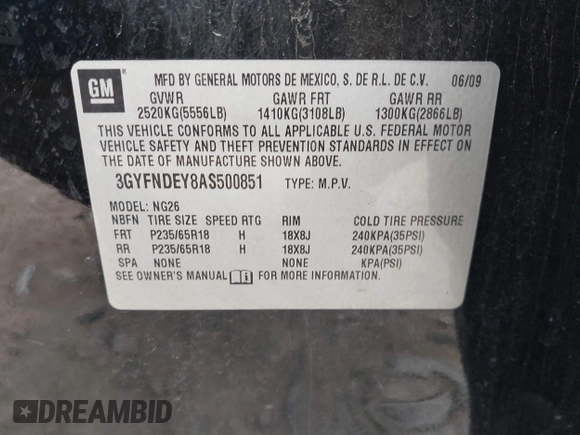 GM
MFD BY GENERAL MOTORS DE MEXICO, S. DE R.L. DE C.V. 06/09
GVWR GAWR FRT GAWR RR
2520KG(5556LB) 1410KG(3108LB) 1300KG(2866LB)
THIS VEHICLE CONFORMS TO ALL APPLICABLE U.S. FEDERAL MOTOR
VEHICLE SAFETY AND THEFT PREVENTION STANDARDS IN EFFECT ON
THE DATE OF MANUFACTURE SHOWN ABOVE.
3GYFNDEY8AS500851 TYPE: M.P.V.
MODEL: NG26
NBFN TIRE SIZE SPEED RTG RIM COLD TIRE PRESSURE
FRT P235/65R18 H 18X8J 240KPA(35PSI)
RR P235/65R18 H 18X8J 240KPA(35PSI)
SPA NONE NONE KPA(PSI)
SEE OWNER'S MANUAL FOR MORE INFORMATION.
DREAMBID